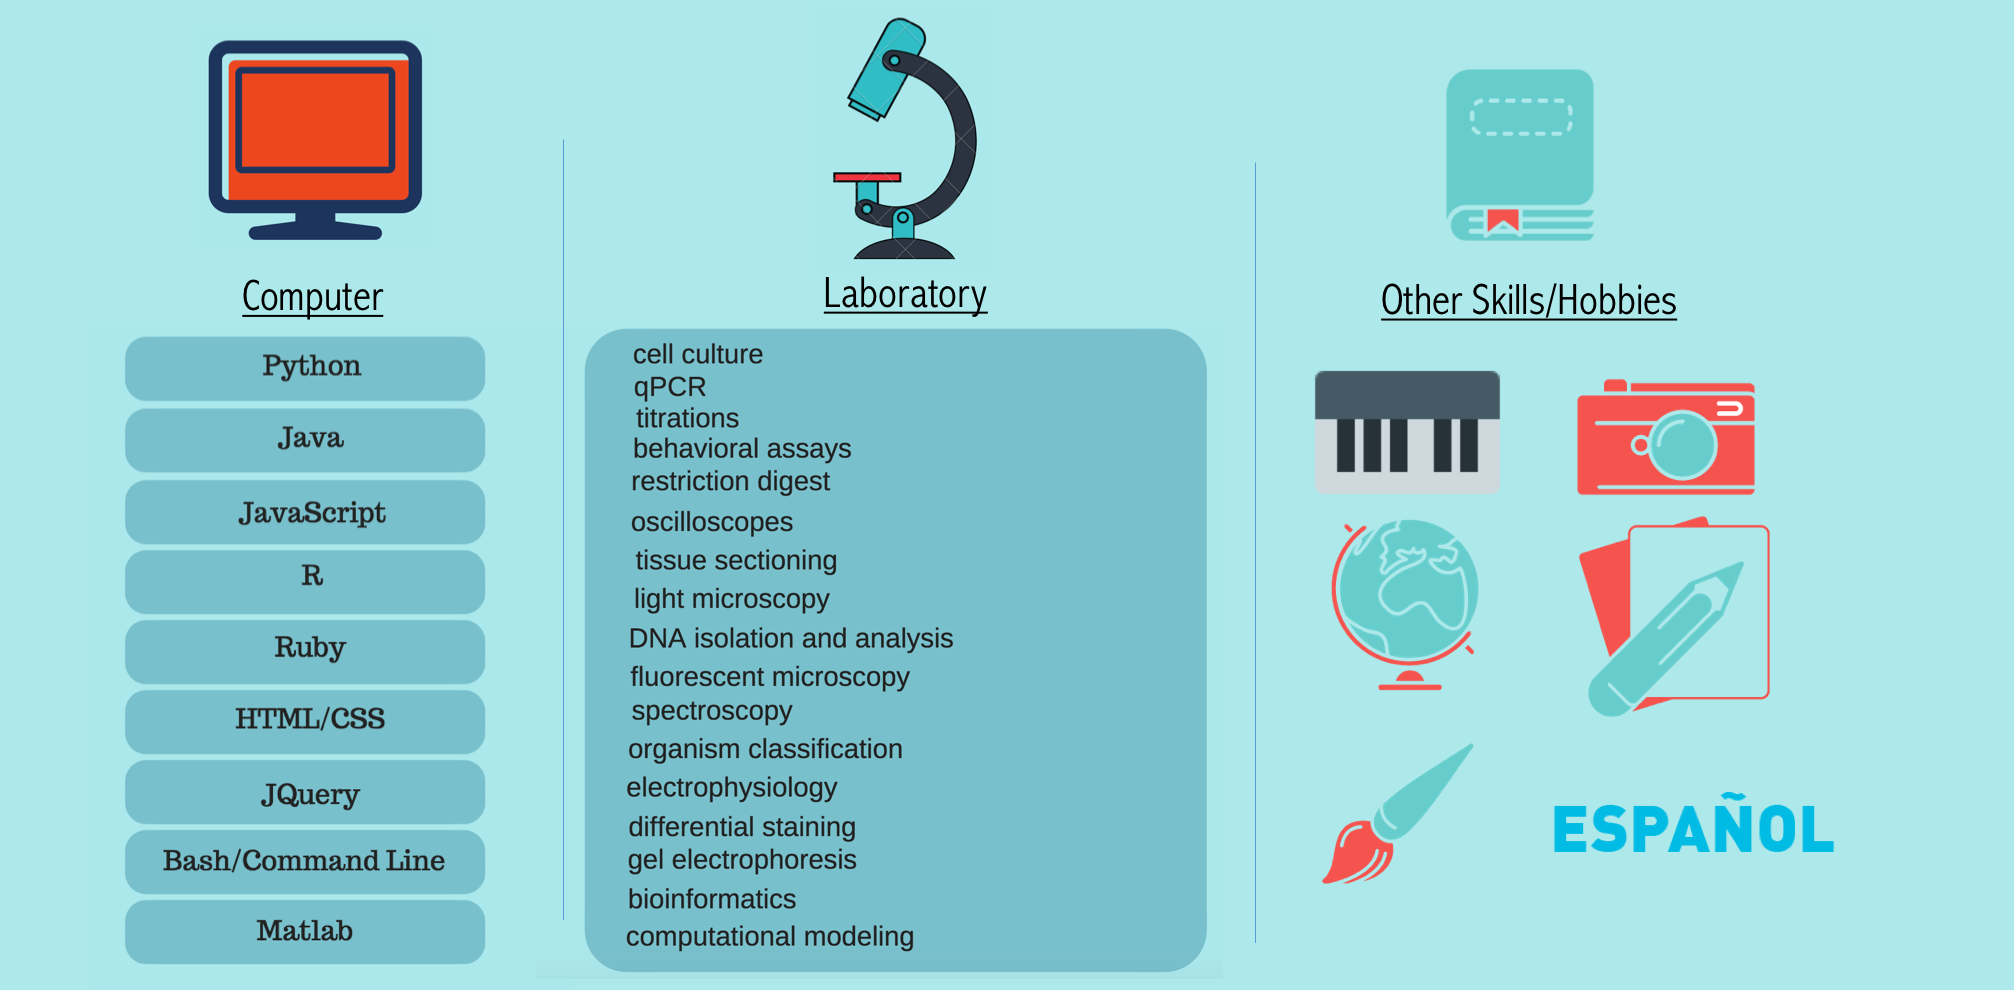 Computer
Python
Java
JavaScript
R
Ruby
HTML/CSS
JQuery
Bash/Command Line
Matlab
Laboratory
cell culture
qPCR
titrations
behavioral assays
restriction digest
oscilloscopes
tissue sectioning
light microscopy
DNA isolation and analysis
fluorescent microscopy
spectroscopy
organism classification
electrophysiology
differential staining
gel electrophoresis
bioinformatics
computational modeling
Other Skills/Hobbies
ESPAÑOL